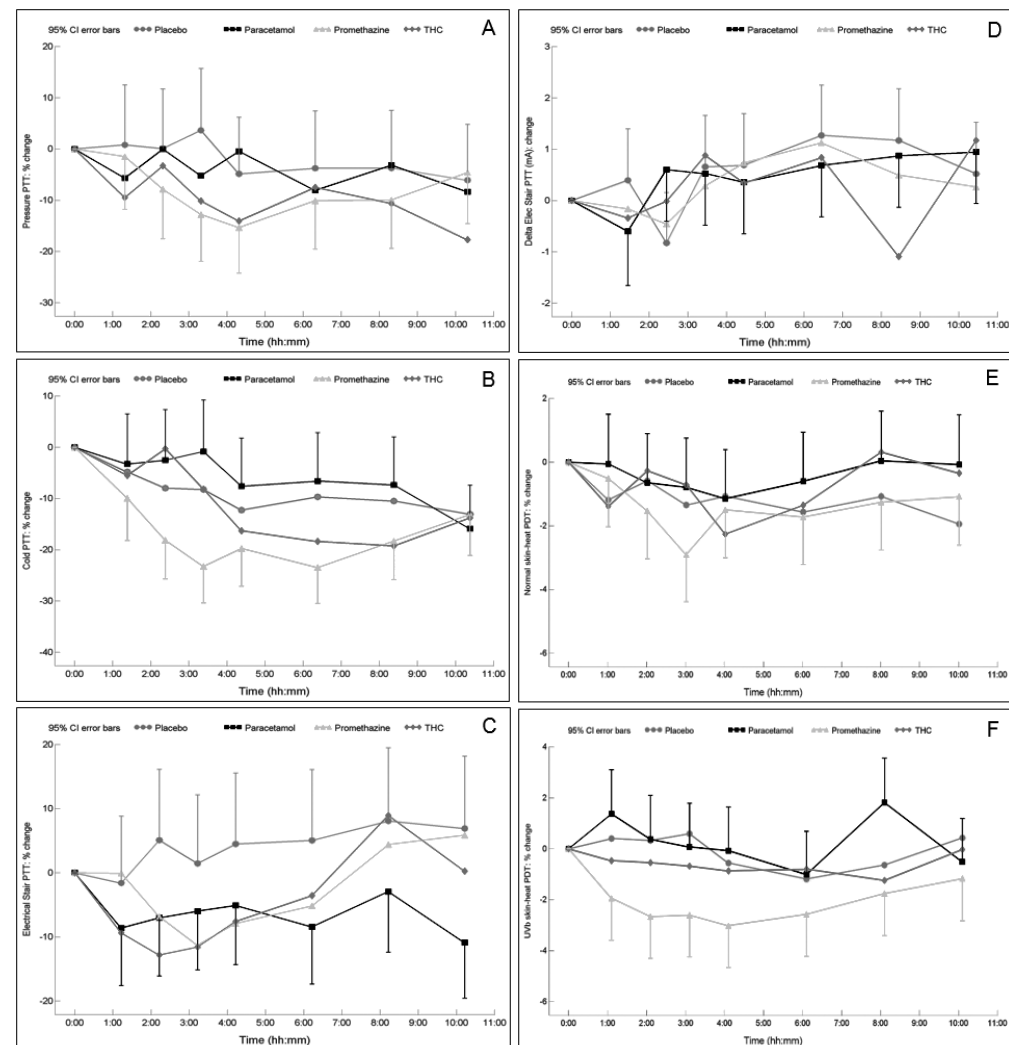 95% CI error bars Placebo Paracetamol Promethazine THC
A
Pressure PTT: % change
20
10
0
-10
-20
-30
0:00 1:00 2:00 3:00 4:00 5:00 6:00 7:00 8:00 9:00 10:00 11:00
Time (hh:mm)
95% CI error bars Placebo Paracetamol Promethazine THC
B
Cold PTT: % change
10
0
-10
-20
-30
-40
0:00 1:00 2:00 3:00 4:00 5:00 6:00 7:00 8:00 9:00 10:00 11:00
Time (hh:mm)
95% CI error bars Placebo Paracetamol Promethazine THC
C
Electrical Stair PTT: % change
20
10
0
-10
-20
0:00 1:00 2:00 3:00 4:00 5:00 6:00 7:00 8:00 9:00 10:00 11:00
Time (hh:mm)
95% CI error bars Placebo Paracetamol Promethazine THC
D
Delta Elec Stair PTT (mA): change
3
2
1
0
-1
-2
0:00 1:00 2:00 3:00 4:00 5:00 6:00 7:00 8:00 9:00 10:00 11:00
Time (hh:mm)
95% CI error bars Placebo Paracetamol Promethazine THC
E
Normal skin-heat PDT: % change
2
0
-2
-4
-6
0:00 1:00 2:00 3:00 4:00 5:00 6:00 7:00 8:00 9:00 10:00 11:00
Time (hh:mm)
95% CI error bars Placebo Paracetamol Promethazine THC
F
UVb skin-heat PDT: % change
4
2
0
-2
-4
-6
0:00 1:00 2:00 3:00 4:00 5:00 6:00 7:00 8:00 9:00 10:00 11:00
Time (hh:mm)